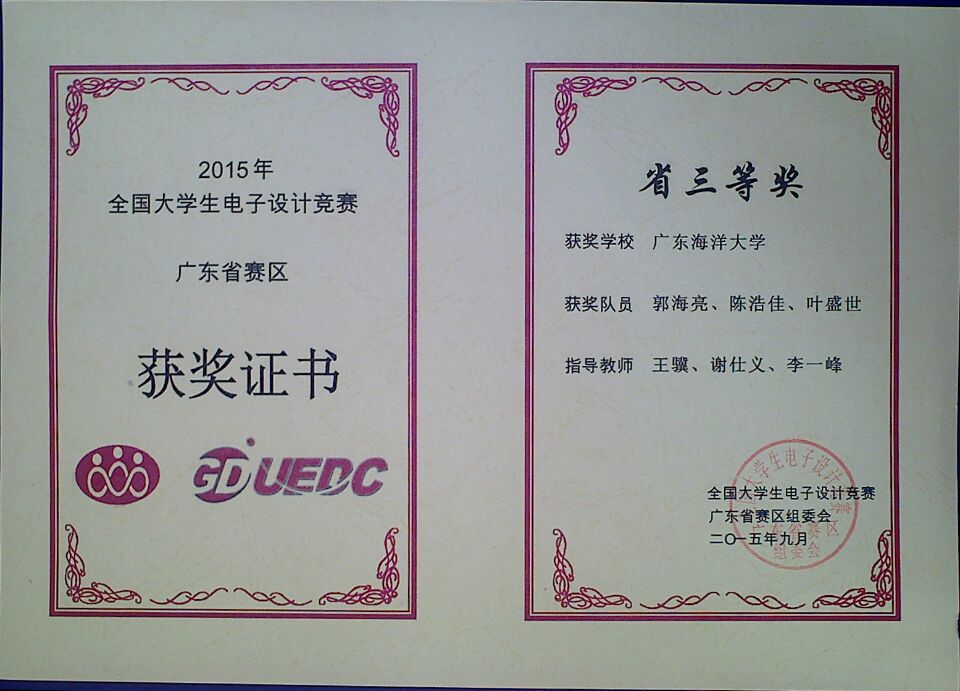 2015年
全国大学生电子设计竞赛
广东省赛区
获奖证书
GDUEDC
省三等奖
获奖学校 广东海洋大学
获奖队员 郭海亮、陈浩佳、叶盛世
指导教师 王骥、谢仕义、李一峰
全国大学生电子设计竞赛
广东省赛区组委会
二〇一五年九月
全国大学生电子设计竞赛
广东省赛区
组委会